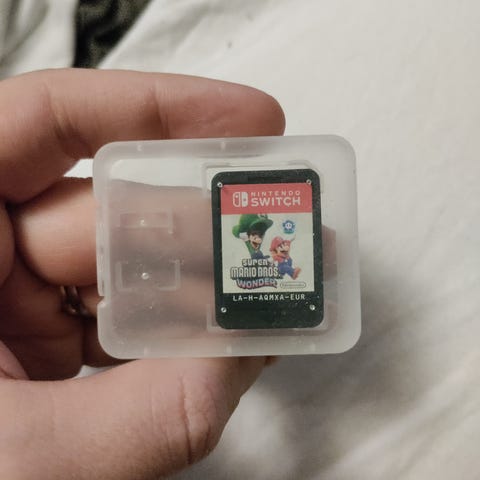 NINTENDO
SWITCH
SUPER
MARIO BROS.
WONDER
Nintendo
LA-H-AQMXA-EUR